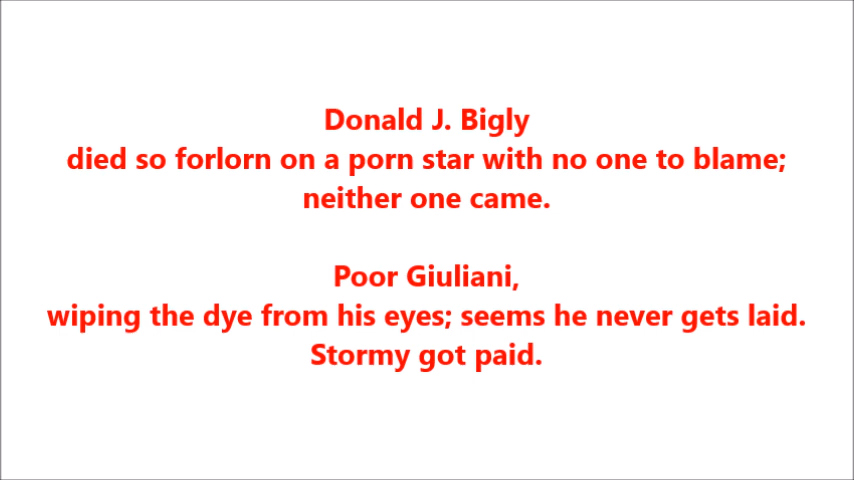 Donald J. Bigly
died so forlorn on a porn star with no one to blame;
neither one came.
Poor Giuliani,
wiping the dye from his eyes; seems he never gets laid.
Stormy got paid.